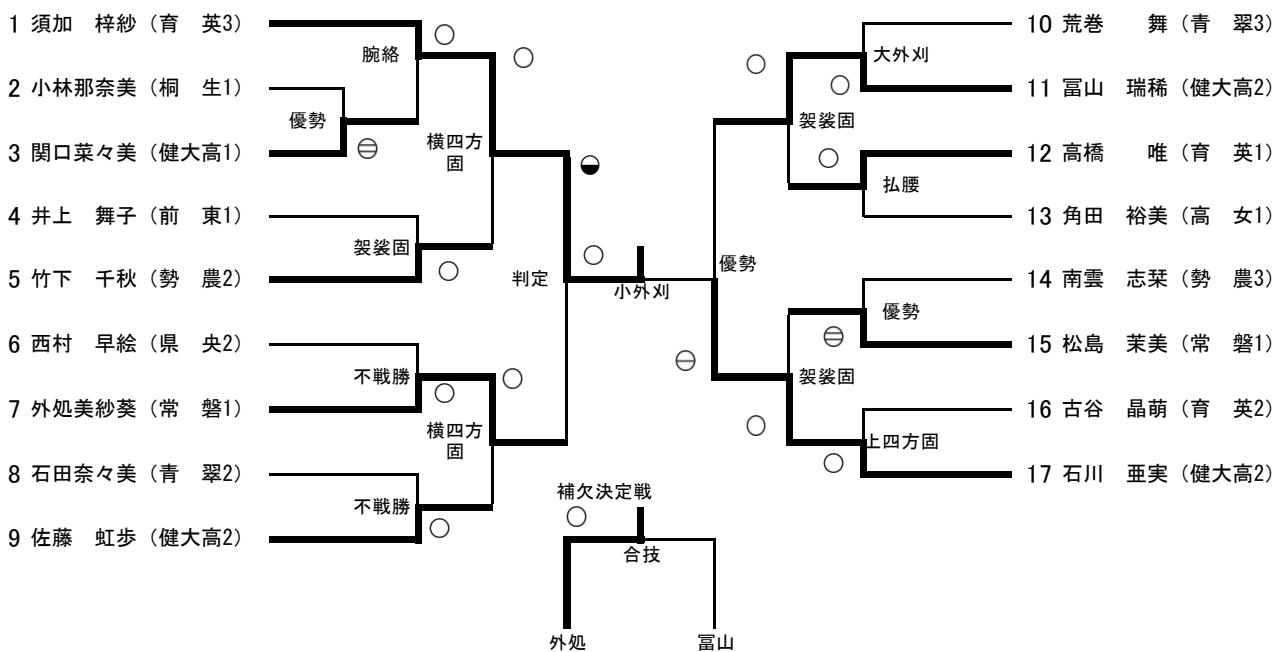 1 須加　梓紗（育　英3）
2 小林那奈美（桐　生1）
3 関口菜々美（健大高1）
4 井上　舞子（前　東1）
5 竹下　千秋（勢　農2）
6 西村　早絵（県　央2）
7 外処美紗葵（常　磐1）
8 石田奈々美（青　翠2）
9 佐藤　虹歩（健大高2）
腕絡
優勢
袈裟固
不戦勝
不戦勝
横四方
固
横四方
固
判定
小外刈
優勢
大外刈
袈裟固
払腰
優勢
袈裟固
上四方固
10 荒巻　　舞（青　翠3）
11 冨山　瑞稀（健大高2）
12 高橋　　唯（育　英1）
13 角田　裕美（高　女1）
14 南雲　志栞（勢　農3）
15 松島　茉美（常　磐1）
16 古谷　晶萌（育　英2）
17 石川　亜実（健大高2）
補欠決定戦
合技
外処
冨山